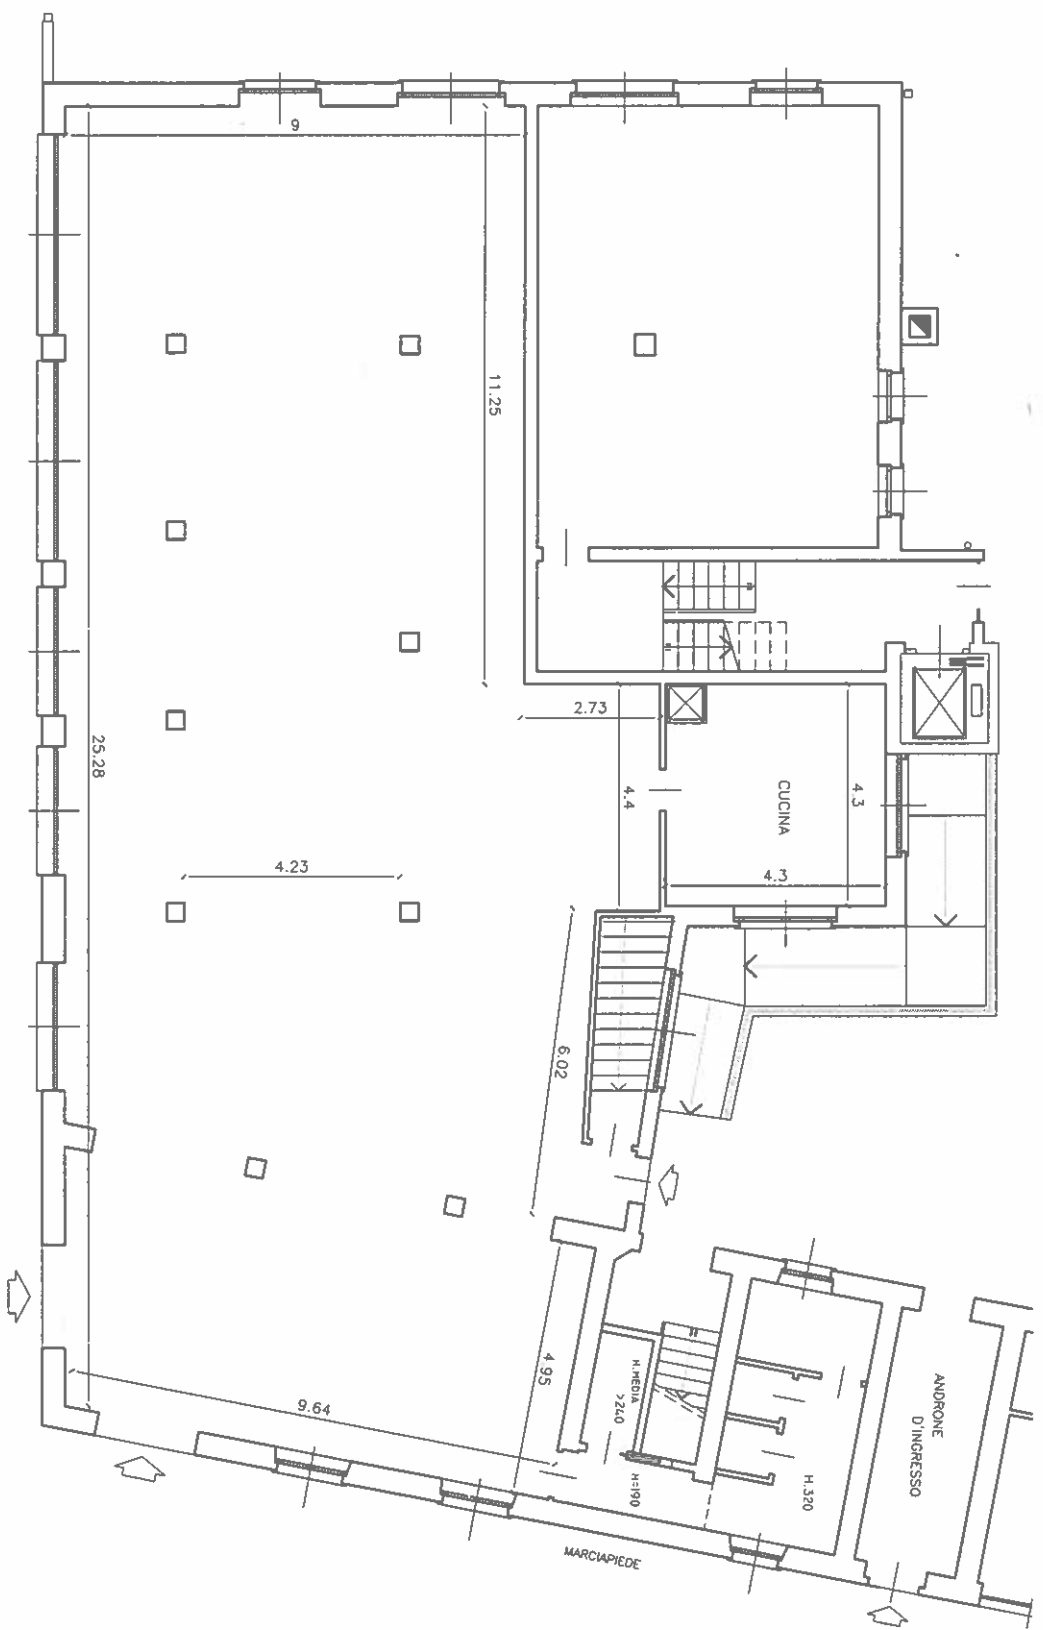 9
11.25
2.73
4.4
4.3
CUCINA
4.3
25.28
4.23
6.02
4.95
9.64
H.MEDIA
>240
H=190
H.320
ANDRONE
D'INGRESSO
MARCIAPIEDE